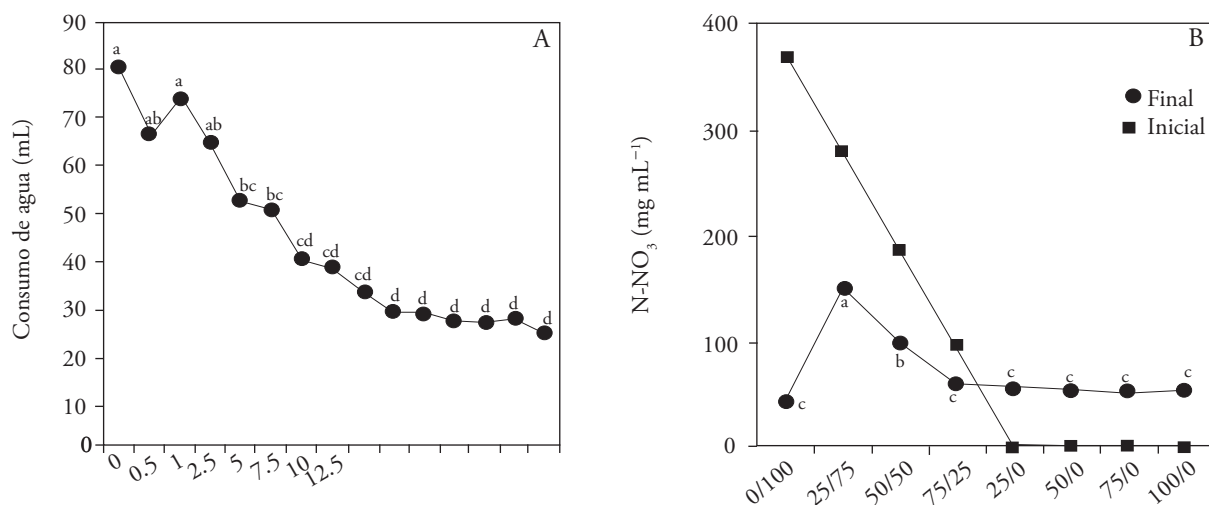 Consumo de agua (mL)
90
80
70
60
50
40
30
20
10
0
A
a
ab
a
ab
bc
bc
cd
cd
cd
d
d
d
d
d
d
0
0.5
1
2.5
5
7.5
10
12.5
N-NO3 (mg mL−1)
400
300
200
100
0
B
Final
Inicial
c
a
b
c
c
c
c
c
0/100
25/75
50/50
75/25
25/0
50/0
75/0
100/0